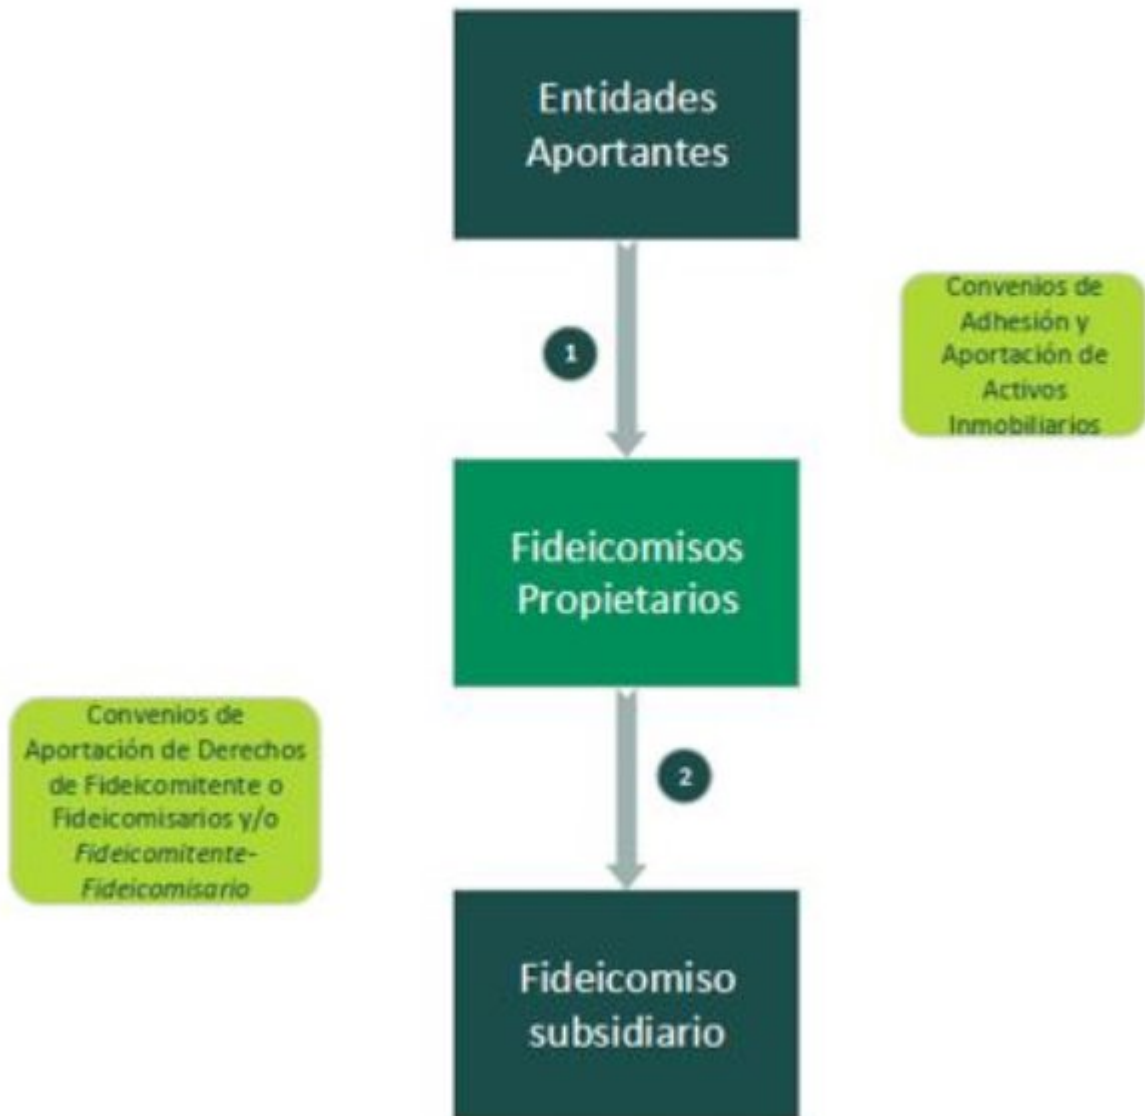 Entidades
Aportantes
1
Convenios de
Adhesión y
Aportación de
Activos
Inmobiliarios
Fideicomisos
Propietarios
Convenios de
Aportación de Derechos
de Fideicomitente o
Fideicomisarios y/o
Fideicomitente-
Fideicomisario
2
Fideicomiso
subsidiario